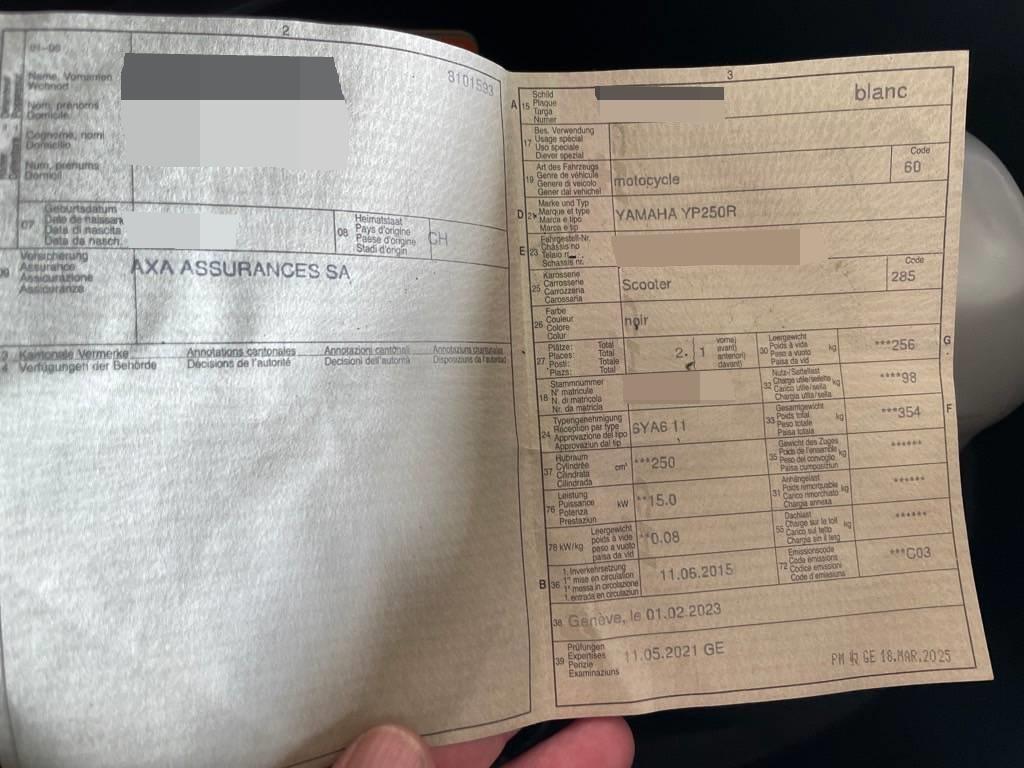 2
01-06
Name, Vornamen
Wohnort
8101593
Nom, prénoms
Domicile
Cognome, nomi
Domicilio
Num, prenums
Domicil
07
Geburtsdatum
Date de naissan
Data di nascita
Data da nasch.
08
Heimatstaat
Pays d'origine
Paese d'origine
Stadi d'origin
CH
09
Versicherung
Assurance
Assicurazione
Assicuranza
AXA ASSURANCES SA
Kantonale Vermerke
Verfügungen der Behörde
Annotations cantonales
Décisions de l'autorité
Annotazioni cantonali
Decisioni dell'autorità
Annotaziuns chantunalas
Disposiziuns da l'autoritad
3
A
15
Schild
Plaque
Targa
Numer
blanc
17
Bes. Verwendung
Usage spécial
Uso speciale
Diever spezial
19
Art des Fahrzeugs
Genre de véhicule
Genere di veicolo
Gener dal vehichel
motocycle
Code
60
D
21
Marke und Typ
Marque et type
Marca e tipo
Marca e tip
YAMAHA YP250R
E
23
Fahrgestell-Nr.
Châssis no
Telaio n.
Schassis nr.
25
Karosserie
Carrosserie
Carrozzeria
Carossaria
Scooter
Code
285
26
Farbe
Couleur
Colore
Colur
noir
27
Plätze: Total
Places: Total
Posti: Totale
Plazs: Total
2.
vorne)
avant)
anteriori)
davant)
1
30
Leergewicht
Poids à vide
Peso a vuoto
Paisa da vid
kg
***256
G
18
Stammnummer
N° matricule
N. di matricola
Nr. da matricla
32
Nutz-/Sattellast
Charge utile/sellette
Carico utile/sella
Chargia utila/sella
kg
****98
24
Typengenehmigung
Réception par type
Approvazione del tipo
Approvaziun dal tip
6YA6 11
33
Gesamtgewicht
Poids total
Peso totale
Paisa totala
kg
***354
F
37
Hubraum
Cylindrée
Cilindrata
Cilindrada
cm³
***250
35
Gewicht des Zuges
Poids de l'ensemble
Peso del convoglio
Paisa cumposiziun
kg
******
76
Leistung
Puissance
Potenza
Prestaziun
kW
**15.0
31
Anhängelast
Poids remorquable
Carico rimorchiato
Chargia annexa
kg
******
78 kW/kg
Leergewicht
poids à vide
peso a vuoto
paisa da vid
**0.08
55
Dachlast
Charge sur le toit
Carico sul tetto
Chargia sin il tetg
kg
******
B
36
1. Inverkehrsetzung
1re mise en circulation
1a messa in circolazione
1. entrada en circulaziun
11.06.2015
72
Emissionscode
Code émissions
Codice emissioni
Code d'emissiuns
***C03
38
Genève, le 01.02.2023
39
Prüfungen
Expertises
Perizie
Examinaziuns
11.05.2021 GE
GE 18.MAR.2025